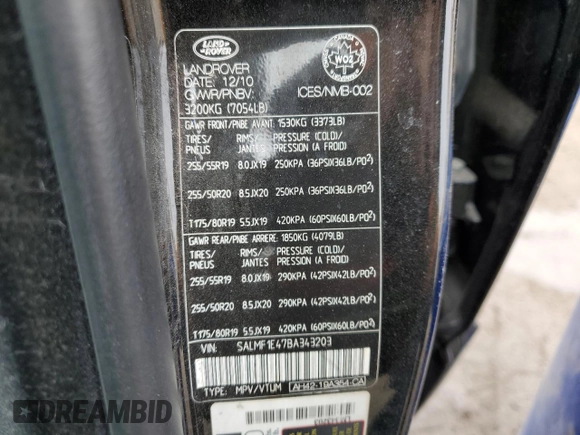 LAND
ROVER
W02
LANDROVER
DATE: 12/10
GVWR/PNBV:
3200KG (7054LB)
ICES/NMB-002
GAWR FRONT/PNBE AVANT: 1530KG (3373LB)
TIRES/ RIMS/ PRESSURE (COLD)/
PNEUS JANTES PRESSION (A FROID)
255/55R19 8.0JX19 250KPA (36PSI)(36LB/PO²)
255/50R20 8.5JX20 250KPA (36PSI)(36LB/PO²)
T175/80R19 5.5JX19 420KPA (60PSI)(60LB/PO²)
GAWR REAR/PNBE ARRERE: 1850KG (4079LB)
TIRES/ RIMS/ PRESSURE (COLD)/
PNEUS JANTES PRESSION (A FROID)
255/55R19 8.0JX19 290KPA (42PSI)(42LB/PO²)
255/50R20 8.5JX20 290KPA (42PSI)(42LB/PO²)
T175/80R19 5.5JX19 420KPA (60PSI)(60LB/PO²)
VIN: SALMF1E47BA343203
TYPE: MPV/VTUM AH42-19A354-CA
AUTOHELPERBOT.COM